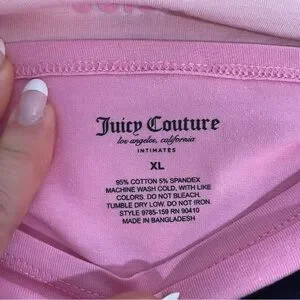 Juicy Couture
los angeles, california
INTIMATES
XL
95% COTTON 5% SPANDEX
MACHINE WASH COLD, WITH LIKE
COLORS. DO NOT BLEACH.
TUMBLE DRY LOW. DO NOT IRON.
STYLE 9785-159 RN 90410
MADE IN BANGLADESH